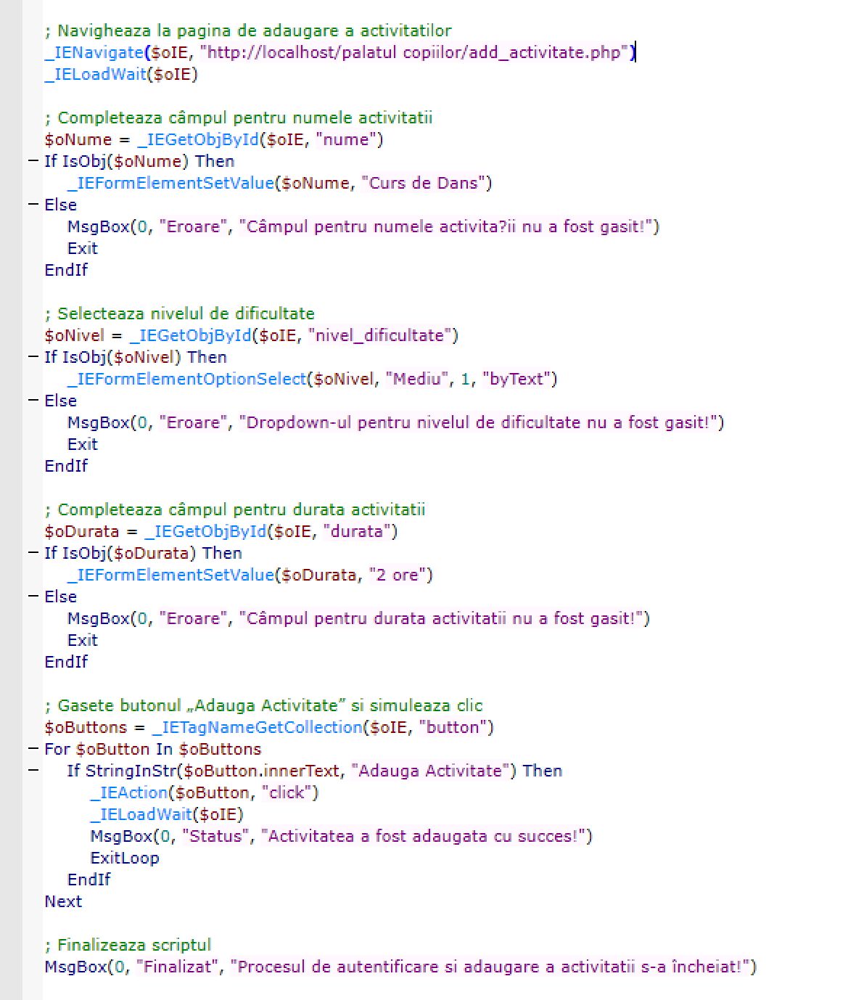 ; Navigheaza la pagina de adaugare a activitatilor
_IENavigate($oIE, "http://localhost/palatul copiilor/add_activitate.php")
_IELoadWait($oIE)
; Completeaza câmpul pentru numele activitatii
$oNume = _IEGetObjById($oIE, "nume")
If IsObj($oNume) Then
_IEFormElementSetValue($oNume, "Curs de Dans")
Else
MsgBox(0, "Eroare", "Câmpul pentru numele activita?ii nu a fost gasit!")
Exit
EndIf
; Selecteaza nivelul de dificultate
$oNivel = _IEGetObjById($oIE, "nivel_dificultate")
If IsObj($oNivel) Then
_IEFormElementOptionSelect($oNivel, "Mediu", 1, "byText")
Else
MsgBox(0, "Eroare", "Dropdown-ul pentru nivelul de dificultate nu a fost gasit!")
Exit
EndIf
; Completeaza câmpul pentru durata activitatii
$oDurata = _IEGetObjById($oIE, "durata")
If IsObj($oDurata) Then
_IEFormElementSetValue($oDurata, "2 ore")
Else
MsgBox(0, "Eroare", "Câmpul pentru durata activitatii nu a fost gasit!")
Exit
EndIf
; Gasete butonul „Adauga Activitate” si simuleaza clic
$oButtons = _IETagNameGetCollection($oIE, "button")
For $oButton In $oButtons
If StringInStr($oButton.innerText, "Adauga Activitate") Then
_IEAction($oButton, "click")
_IELoadWait($oIE)
MsgBox(0, "Status", "Activitatea a fost adaugata cu succes!")
ExitLoop
EndIf
Next
; Finalizeaza scriptul
MsgBox(0, "Finalizat", "Procesul de autentificare si adaugare a activitatii s-a încheiat!")